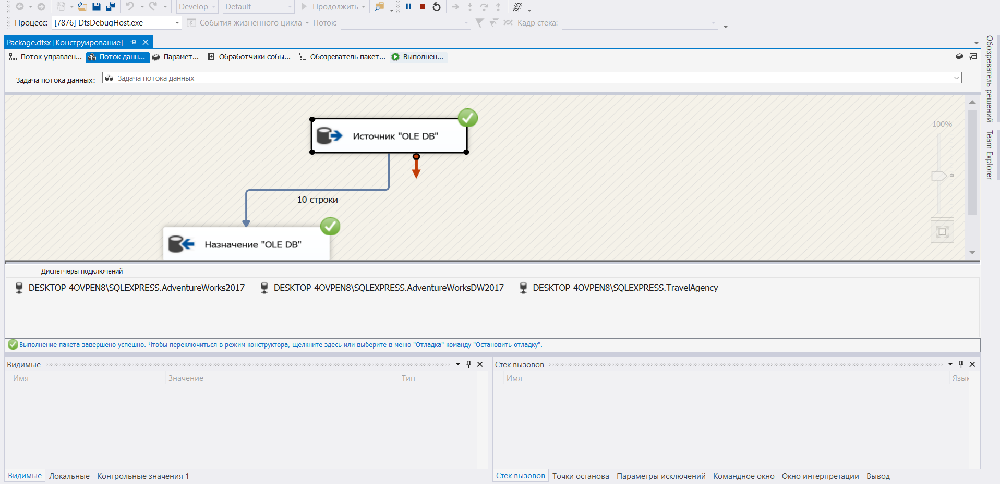 Develop Default Продолжить
Процесс: [7876] DtsDebugHost.exe События жизненного цикла Поток: Кадр стека:
Package.dtsx [Конструирование]
Поток управлен... Поток данн... Парамет... Обработчики собы... Обозреватель пакет... Выполнен...
Задача потока данных: Задача потока данных
100%
Источник "OLE DB"
10 строки
Назначение "OLE DB"
Диспетчеры подключений
DESKTOP-4OVPEN8\SQLEXPRESS.AdventureWorks2017 DESKTOP-4OVPEN8\SQLEXPRESS.AdventureWorksDW2017 DESKTOP-4OVPEN8\SQLEXPRESS.TravelAgency
Выполнение пакета завершено успешно. Чтобы переключиться в режим конструктора, щелкните здесь или выберите в меню "Отладка" команду "Остановить отладку".
Видимые
Имя Значение Тип
Видимые Локальные Контрольные значения 1
Стек вызовов
Имя Язык
Стек вызовов Точки останова Параметры исключений Командное окно Окно интерпретации Вывод
Обозреватель решений
Team Explorer